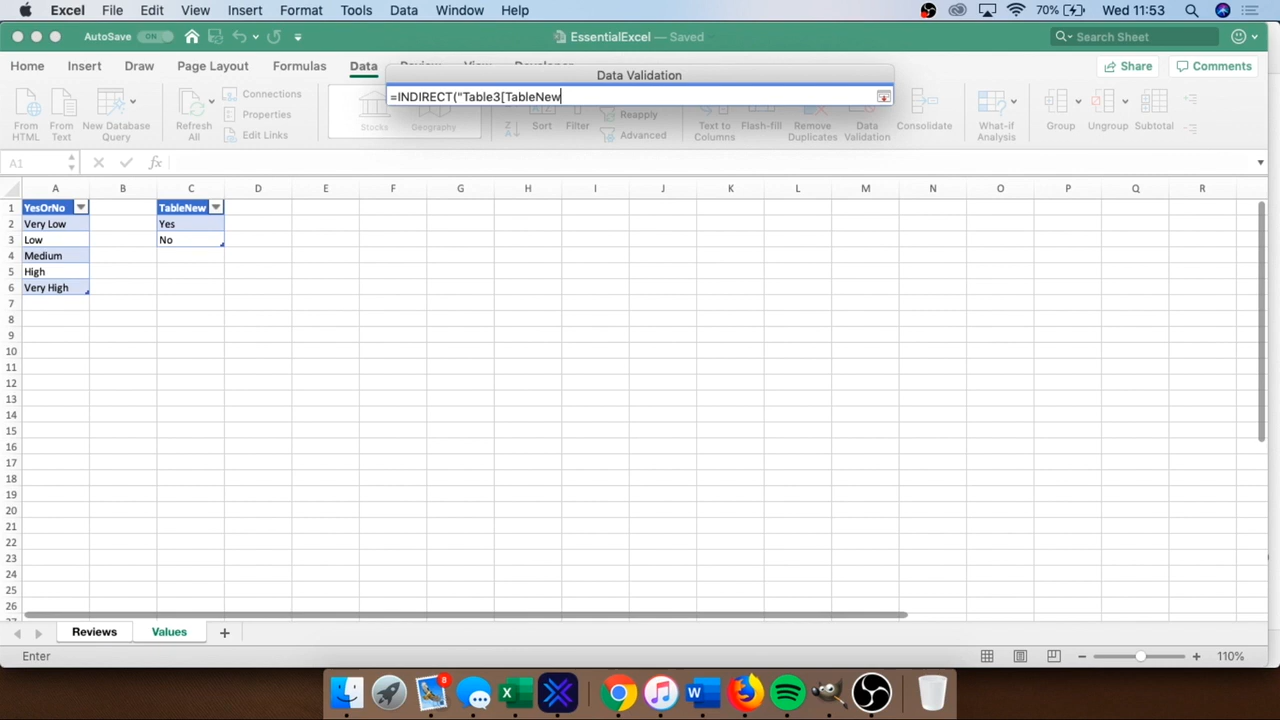 Excel File Edit View Insert Format Tools Data Window Help 70% Wed 11:53
AutoSave ON EssentialExcel — Saved Search Sheet
Home Insert Draw Page Layout Formulas Data Review View Developer Share Comments
Data Validation
=INDIRECT("Table3[TableNew
From HTML
From Text
New Database Query
Refresh All
Connections
Properties
Edit Links
Stocks
Geography
Sort
Filter
Reapply
Advanced
Text to Columns
Flash-fill
Remove Duplicates
Data Validation
Consolidate
What-if Analysis
Group
Ungroup
Subtotal
A1 fx
A B C D E F G H I J K L M N O P Q R
1 YesOrNo TableNew
2 Very Low Yes
3 Low No
4 Medium
5 High
6 Very High
7
8
9
10
11
12
13
14
15
16
17
18
19
20
21
22
23
24
25
26
Reviews Values +
Enter 110%
8
W